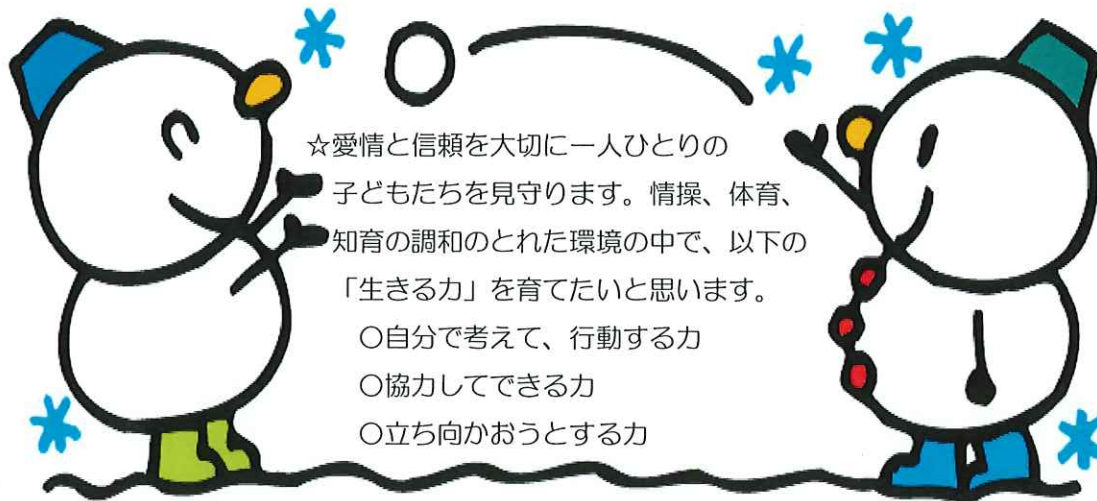 ☆愛情と信頼を大切に一人ひとりの
子どもたちを見守ります。情操、体育、
知育の調和のとれた環境の中で、以下の
「生きる力」を育てたいと思います。
○自分で考えて、行動する力
○協力してできる力
○立ち向かおうとする力